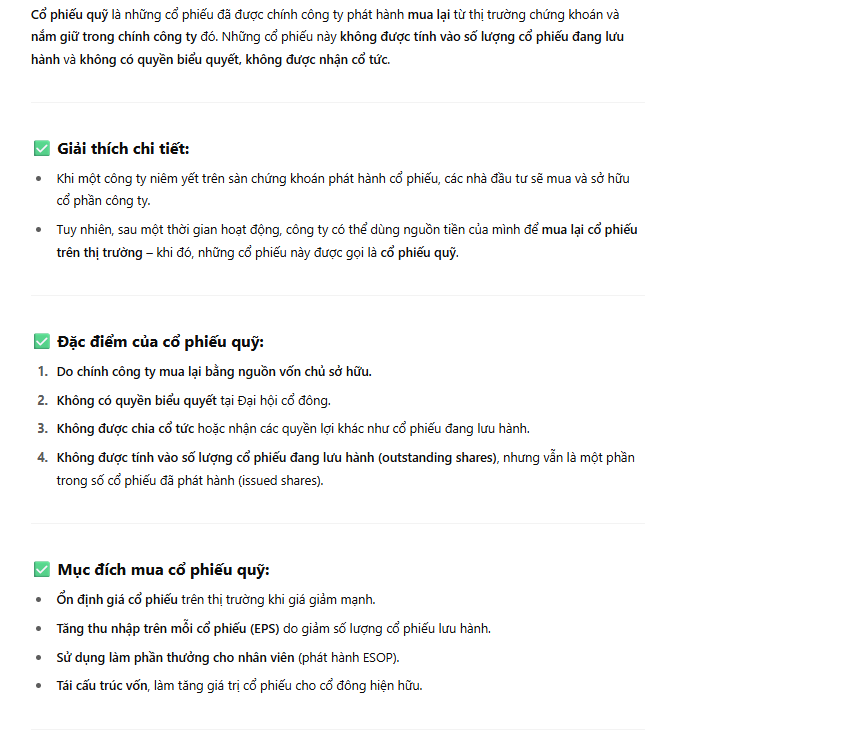 Cổ phiếu quỹ là những cổ phiếu đã được chính công ty phát hành mua lại từ thị trường chứng khoán và
nắm giữ trong chính công ty đó. Những cổ phiếu này không được tính vào số lượng cổ phiếu đang lưu
hành và không có quyền biểu quyết, không được nhận cổ tức.
✅ Giải thích chi tiết:
• Khi một công ty niêm yết trên sàn chứng khoán phát hành cổ phiếu, các nhà đầu tư sẽ mua và sở hữu
cổ phần công ty.
• Tuy nhiên, sau một thời gian hoạt động, công ty có thể dùng nguồn tiền của mình để mua lại cổ phiếu
trên thị trường – khi đó, những cổ phiếu này được gọi là cổ phiếu quỹ.
✅ Đặc điểm của cổ phiếu quỹ:
1. Do chính công ty mua lại bằng nguồn vốn chủ sở hữu.
2. Không có quyền biểu quyết tại Đại hội cổ đông.
3. Không được chia cổ tức hoặc nhận các quyền lợi khác như cổ phiếu đang lưu hành.
4. Không được tính vào số lượng cổ phiếu đang lưu hành (outstanding shares), nhưng vẫn là một phần
trong số cổ phiếu đã phát hành (issued shares).
✅ Mục đích mua cổ phiếu quỹ:
• Ổn định giá cổ phiếu trên thị trường khi giá giảm mạnh.
• Tăng thu nhập trên mỗi cổ phiếu (EPS) do giảm số lượng cổ phiếu lưu hành.
• Sử dụng làm phần thưởng cho nhân viên (phát hành ESOP).
• Tái cấu trúc vốn, làm tăng giá trị cổ phiếu cho cổ đông hiện hữu.